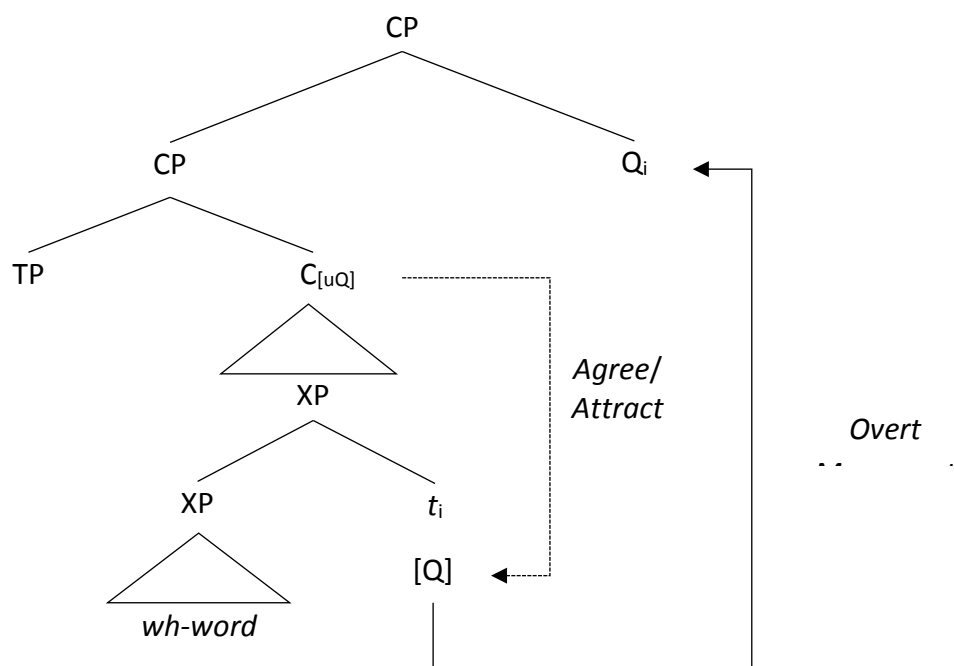 CP
CP Qi
TP C[uQ]
Agree/
Attract
XP
Overt
XP ti
[Q]
wh-word